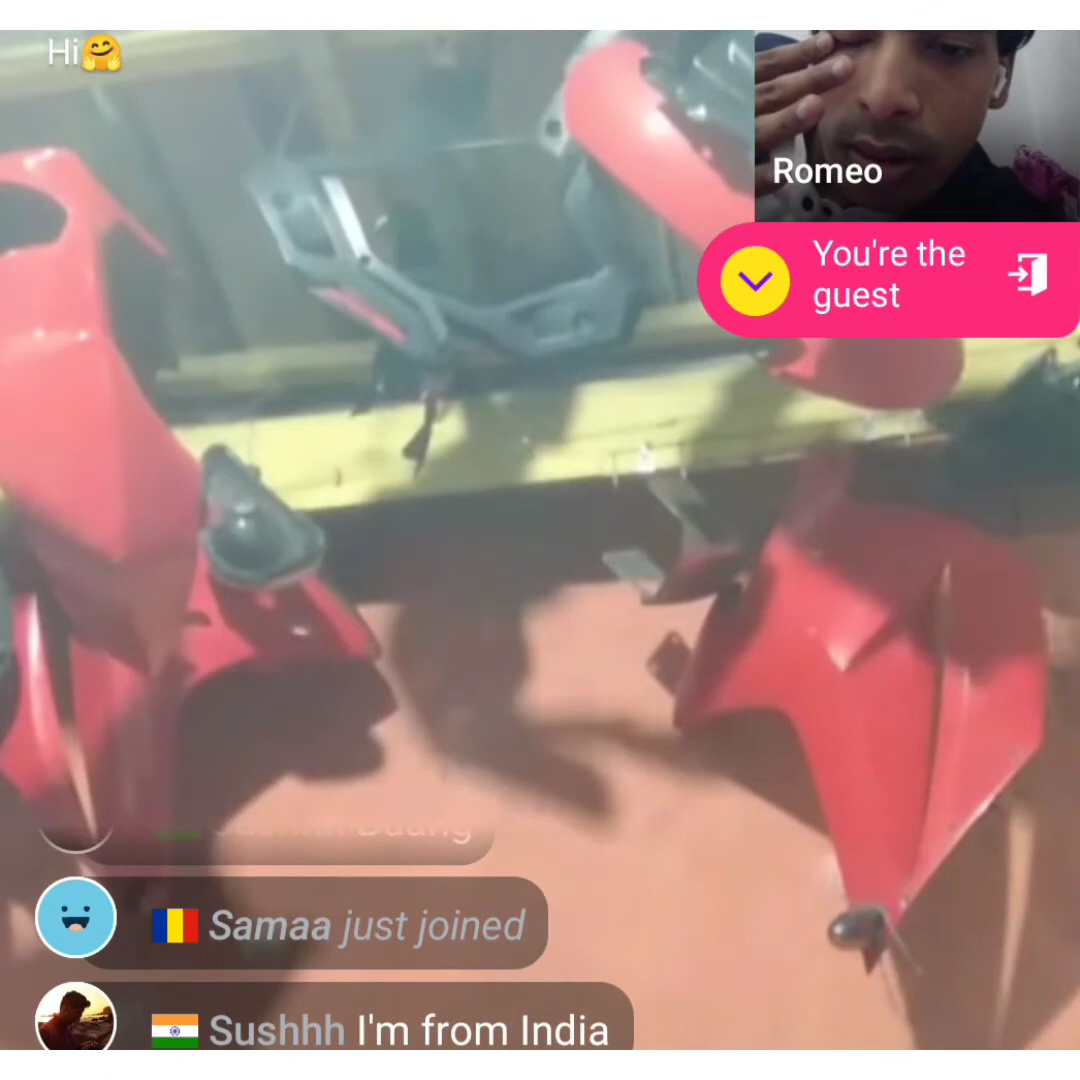 Hi🤗
Romeo
You're the
guest
Samaa just joined
Sushhh I'm from India